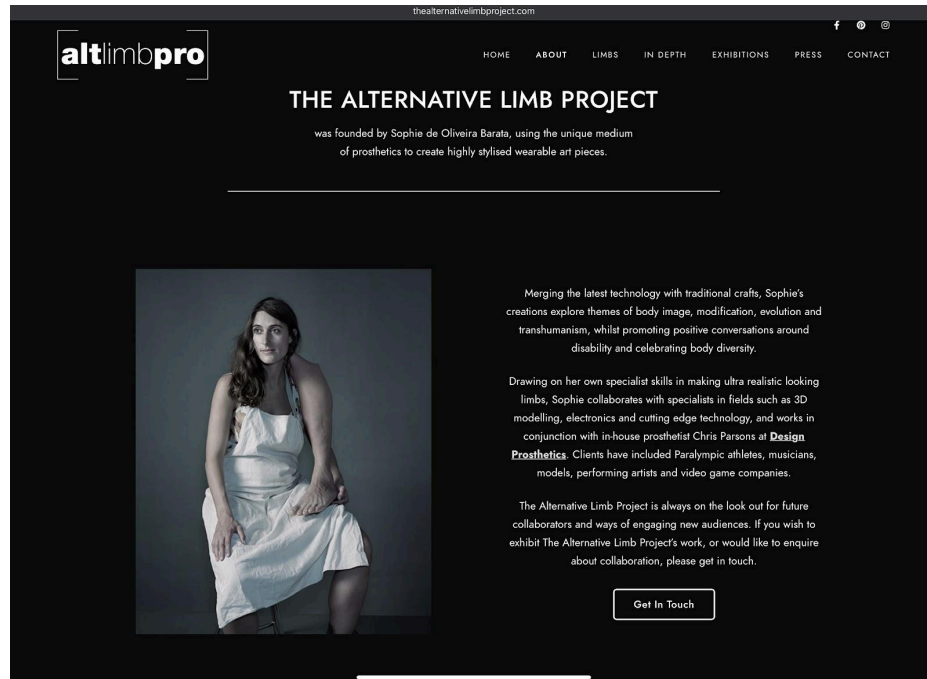 thealternativelimbproject.com
altlimbpro
HOME ABOUT LIMBS IN DEPTH EXHIBITIONS PRESS CONTACT
THE ALTERNATIVE LIMB PROJECT
was founded by Sophie de Oliveira Barata, using the unique medium
of prosthetics to create highly stylised wearable art pieces.
Merging the latest technology with traditional crafts, Sophie's
creations explore themes of body image, modification, evolution and
transhumanism, whilst promoting positive conversations around
disability and celebrating body diversity.
Drawing on her own specialist skills in making ultra realistic looking
limbs, Sophie collaborates with specialists in fields such as 3D
modelling, electronics and cutting edge technology, and works in
conjunction with in-house prosthetist Chris Parsons at Design
Prosthetics. Clients have included Paralympic athletes, musicians,
models, performing artists and video game companies.
The Alternative Limb Project is always on the look out for future
collaborators and ways of engaging new audiences. If you wish to
exhibit The Alternative Limb Project's work, or would like to enquire
about collaboration, please get in touch.
Get In Touch